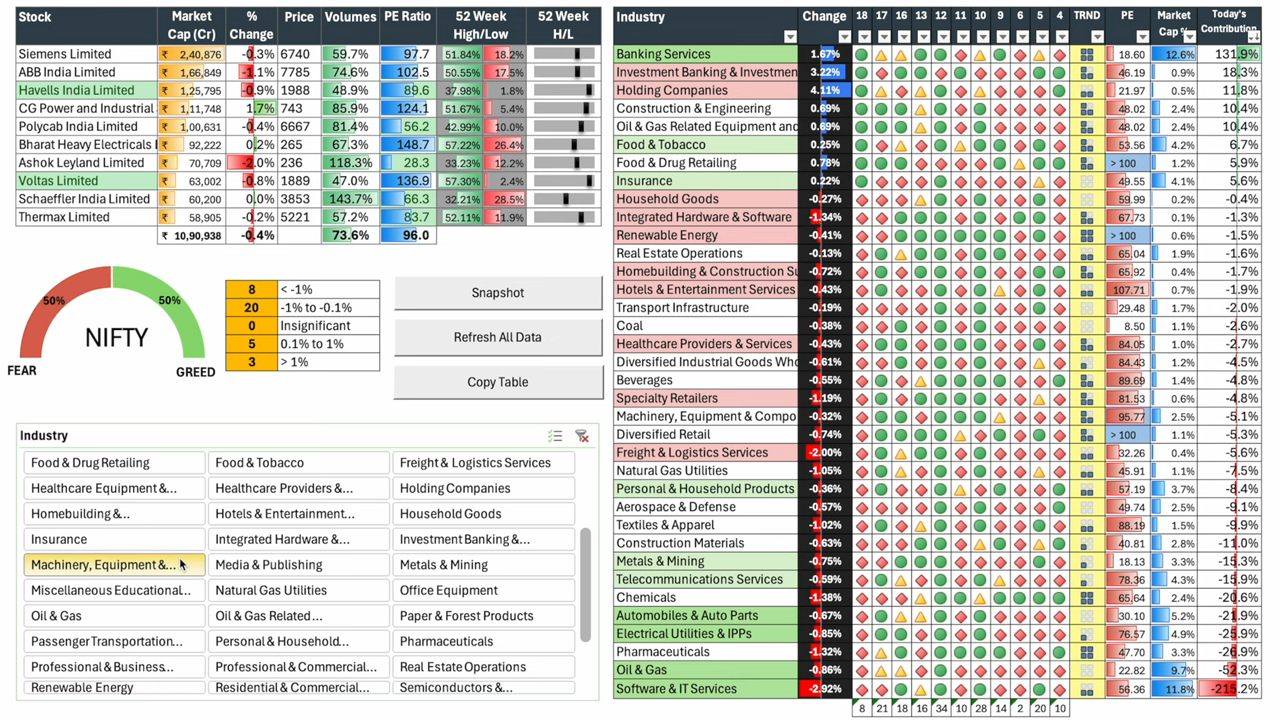 Stock Market Cap (Cr) % Change Price Volumes PE Ratio 52 Week High/Low 52 Week H/L
Siemens Limited ₹ 2,40,876 -0.3% 6740 59.7% 97.7 51.84% 18.2%
ABB India Limited ₹ 1,66,849 -1.1% 7785 74.6% 102.5 50.55% 17.5%
Havells India Limited ₹ 1,25,795 -0.9% 1988 48.9% 89.6 37.98% 1.8%
CG Power and Industrial ₹ 1,11,748 1.7% 743 85.9% 124.1 51.67% 5.4%
Polycab India Limited ₹ 1,00,631 -0.4% 6667 81.4% 56.2 42.99% 10.0%
Bharat Heavy Electricals ₹ 92,222 0.2% 265 67.3% 148.7 57.22% 26.4%
Ashok Leyland Limited ₹ 70,709 -2.0% 236 118.3% 28.3 33.23% 12.2%
Voltas Limited ₹ 63,002 -0.8% 1889 47.0% 136.9 57.30% 2.4%
Schaeffler India Limited ₹ 60,200 0.0% 3853 143.7% 66.3 32.21% 28.5%
Thermax Limited ₹ 58,905 -0.2% 5221 57.2% 83.7 52.11% 11.9%
₹ 10,90,938 -0.4% 73.6% 96.0
50% 50%
NIFTY
FEAR GREED
8 < -1%
20 -1% to -0.1%
0 Insignificant
5 0.1% to 1%
3 > 1%
Snapshot
Refresh All Data
Copy Table
Industry
Food & Drug Retailing Food & Tobacco Freight & Logistics Services
Healthcare Equipment &... Healthcare Providers &... Holding Companies
Homebuilding &... Hotels & Entertainment... Household Goods
Insurance Integrated Hardware &... Investment Banking &...
Machinery, Equipment &... Media & Publishing Metals & Mining
Miscellaneous Educational... Natural Gas Utilities Office Equipment
Oil & Gas Oil & Gas Related... Paper & Forest Products
Passenger Transportation... Personal & Household... Pharmaceuticals
Professional & Business... Professional & Commercial... Real Estate Operations
Renewable Energy Residential & Commercial... Semiconductors &...
Industry Change 18 17 16 13 12 11 10 9 6 5 4 TRND PE Market Cap % Today's Contribution
Banking Services 1.67% 18.60 12.6% 131.9%
Investment Banking & Investmen 3.22% 46.19 0.9% 18.3%
Holding Companies 4.11% 21.97 0.5% 11.8%
Construction & Engineering 0.69% 48.02 2.4% 10.4%
Oil & Gas Related Equipment and 0.69% 48.02 2.4% 10.4%
Food & Tobacco 0.25% 53.56 4.2% 6.7%
Food & Drug Retailing 0.78% > 100 1.2% 5.9%
Insurance 0.22% 49.55 4.1% 5.6%
Household Goods -0.27% 59.99 0.2% -0.4%
Integrated Hardware & Software -1.34% 67.73 0.1% -1.3%
Renewable Energy -0.41% > 100 0.6% -1.5%
Real Estate Operations -0.13% 65.04 1.9% -1.6%
Homebuilding & Construction Su -0.72% 65.92 0.4% -1.7%
Hotels & Entertainment Services -0.43% 107.71 0.7% -1.9%
Transport Infrastructure -0.19% 29.48 1.7% -2.0%
Coal -0.38% 8.50 1.1% -2.6%
Healthcare Providers & Services -0.43% 84.05 1.0% -2.7%
Diversified Industrial Goods Who -0.61% 84.43 1.2% -4.5%
Beverages -0.55% 89.69 1.4% -4.8%
Specialty Retailers -1.19% 81.53 0.6% -4.8%
Machinery, Equipment & Compo -0.32% 95.77 2.5% -5.1%
Diversified Retail -0.74% > 100 1.1% -5.3%
Freight & Logistics Services -2.00% 32.26 0.4% -5.6%
Natural Gas Utilities -1.05% 45.91 1.1% -7.5%
Personal & Household Products -0.36% 57.19 3.7% -8.4%
Aerospace & Defense -0.57% 49.74 2.5% -9.1%
Textiles & Apparel -1.02% 88.19 1.5% -9.9%
Construction Materials -0.63% 40.81 2.8% -11.0%
Metals & Mining -0.75% 18.13 3.3% -15.3%
Telecommunications Services -0.59% 78.36 4.3% -15.9%
Chemicals -1.38% 65.64 2.4% -20.6%
Automobiles & Auto Parts -0.67% 30.10 5.2% -21.9%
Electrical Utilities & IPPs -0.85% 76.57 4.9% -25.9%
Pharmaceuticals -1.32% 47.70 3.3% -26.9%
Oil & Gas -0.86% 22.82 9.7% -52.3%
Software & IT Services -2.92% 56.36 11.8% -215.2%
8 21 18 16 34 10 28 14 2 20 10